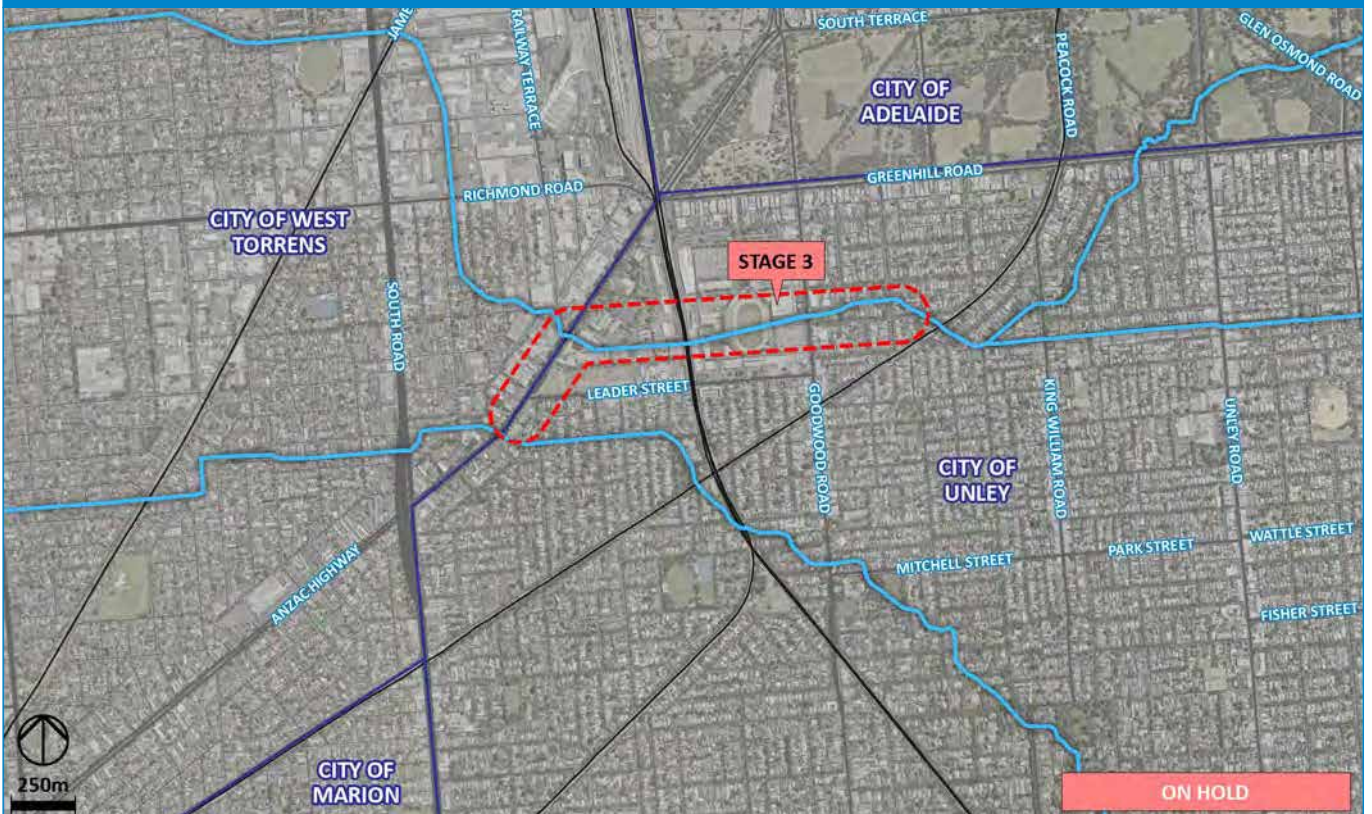 JAME
RAILWAY TERRACE
SOUTH TERRACE
PEACOCK ROAD
GLEN OSMOND ROAD
CITY OF
ADELAIDE
GREENHILL ROAD
RICHMOND ROAD
CITY OF WEST
TORRENS
STAGE 3
SOUTH ROAD
LEADER STREET
GOODWOOD ROAD
KING WILLIAM ROAD
UNLEY ROAD
CITY OF
UNLEY
WATTLE STREET
PARK STREET
MITCHELL STREET
ANZAC HIGHWAY
FISHER STREET
250m
CITY OF
MARION
ON HOLD